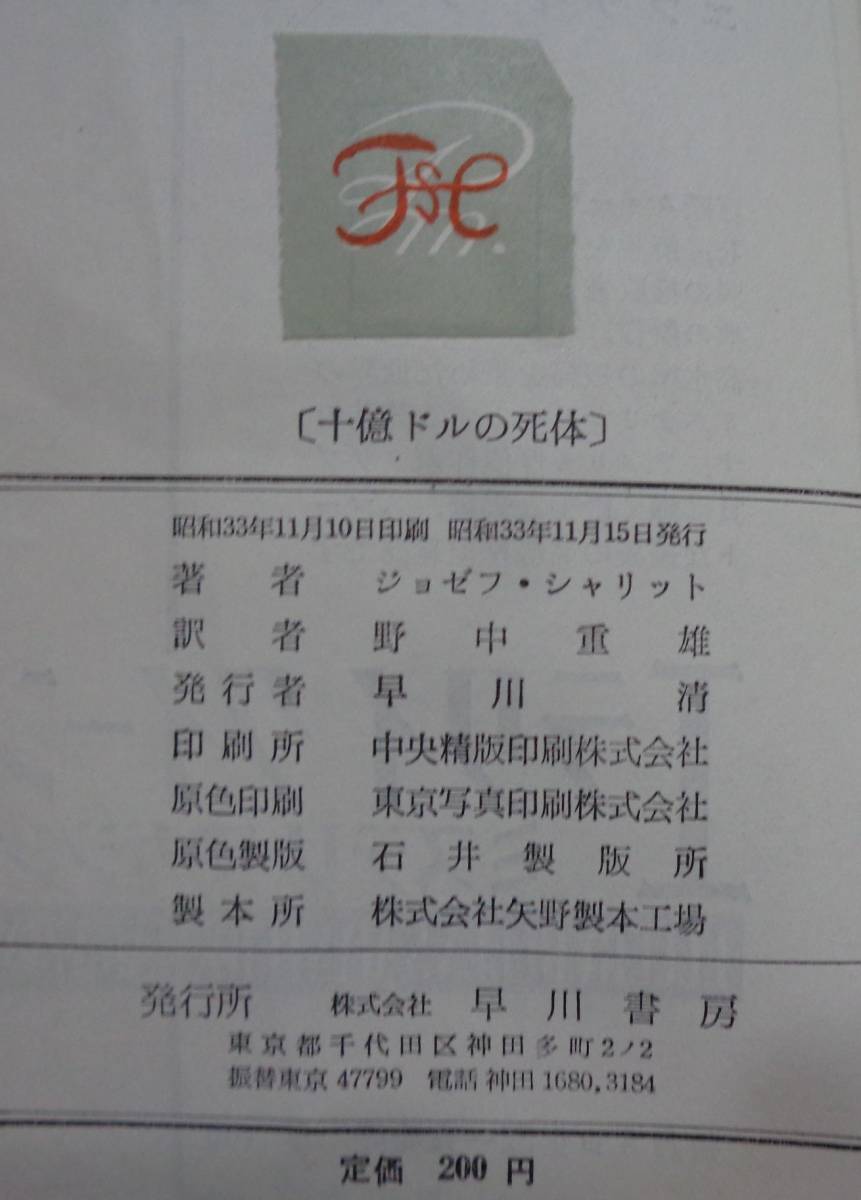 〔十億ドルの死体〕
昭和33年11月10日印刷 昭和33年11月15日発行
著者 ジョゼフ・シャリット
訳者 野中重雄
発行者 早川清
印刷所 中央精版印刷株式会社
原色印刷 東京写真印刷株式会社
原色製版 石井製版所
製本所 株式会社矢野製本工場
発行所 株式会社 早川書房
東京都千代田区神田多町2ノ2
振替東京 47799 電話 神田 1680,3184
定価 200 円